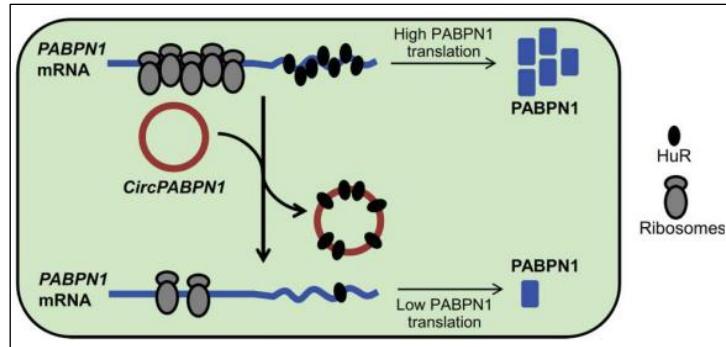 PABPN1
mRNA
High PABPN1
translation
PABPN1
CircPABPN1
HuR
Ribosomes
PABPN1
mRNA
Low PABPN1
translation
PABPN1